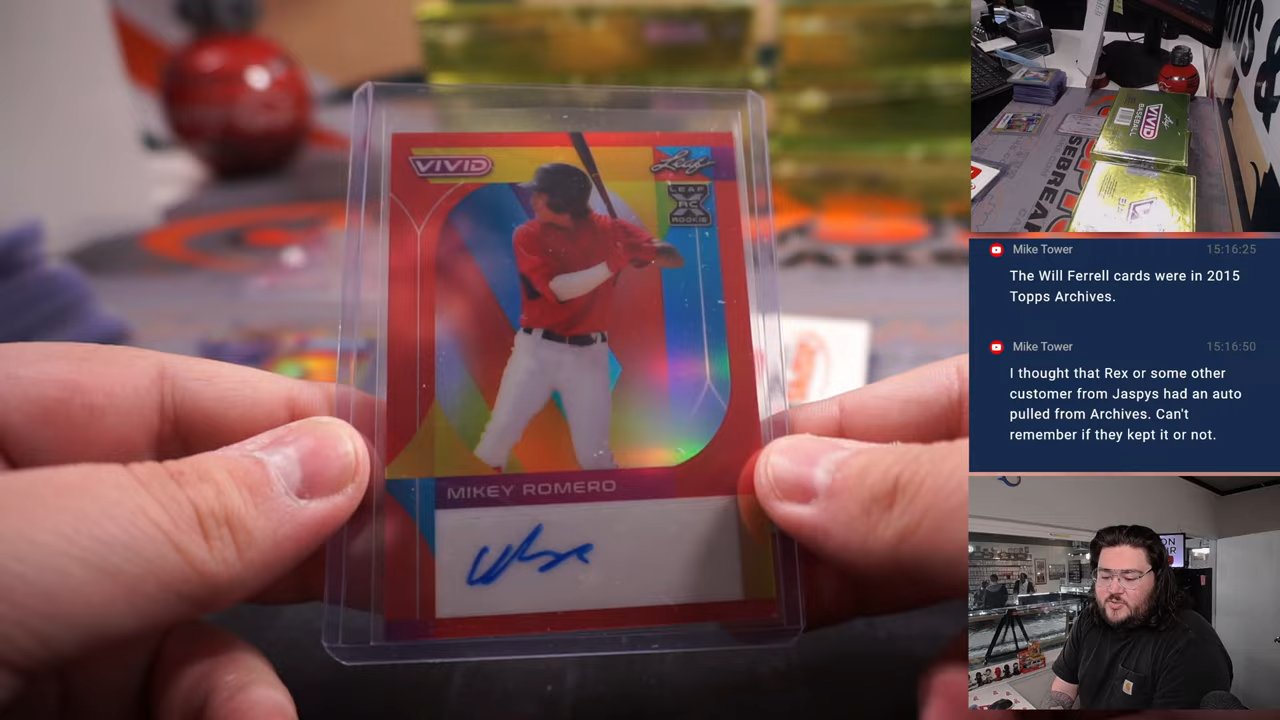 VIVID
Leaf
LEAF
RC
ROOKIE
MIKEY ROMERO
Leaf
VIVID
BASEBALL
Mike Tower 15:16:25
The Will Ferrell cards were in 2015
Topps Archives.
Mike Tower 15:16:50
I thought that Rex or some other
customer from Jaspys had an auto
pulled from Archives. Can't
remember if they kept it or not.